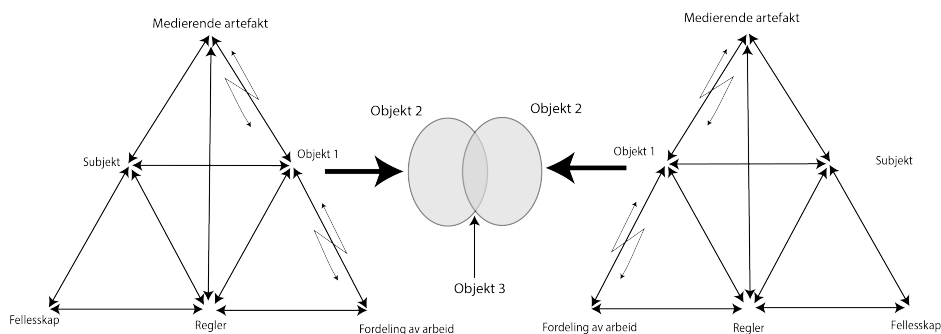 Medierende artefakt
Medierende artefakt
Objekt 2
Objekt 2
Subjekt
Objekt 1
Objekt 1
Subjekt
Objekt 3
Fellesskap
Regler
Fordeling av arbeid
Fordeling av arbeid
Regler
Fellesskap